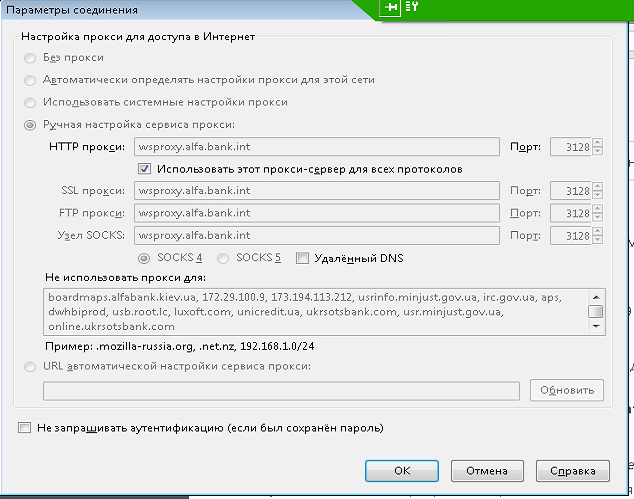 Параметры соединения
Настройка прокси для доступа в Интернет
Без прокси
Автоматически определять настройки прокси для этой сети
Использовать системные настройки прокси
Ручная настройка сервиса прокси:
HTTP прокси: wsproxy.alfa.bank.int Порт: 3128
Использовать этот прокси-сервер для всех протоколов
SSL прокси: wsproxy.alfa.bank.int Порт: 3128
FTP прокси: wsproxy.alfa.bank.int Порт: 3128
Узел SOCKS: wsproxy.alfa.bank.int Порт: 3128
SOCKS 4 SOCKS 5 Удалённый DNS
Не использовать прокси для:
boardmaps.alfabank.kiev.ua, 172.29.100.9, 173.194.113.212, usrinfo.minjust.gov.ua, irc.gov.ua, aps,
dwhbiprod, usb.root.lc, luxoft.com, unicredit.ua, ukrsotsbank.com, usr.minjust.gov.ua,
online.ukrsotsbank.com
Пример: .mozilla-russia.org, .net.nz, 192.168.1.0/24
URL автоматической настройки сервиса прокси:
Обновить
Не запрашивать аутентификацию (если был сохранён пароль)
OK Отмена Справка